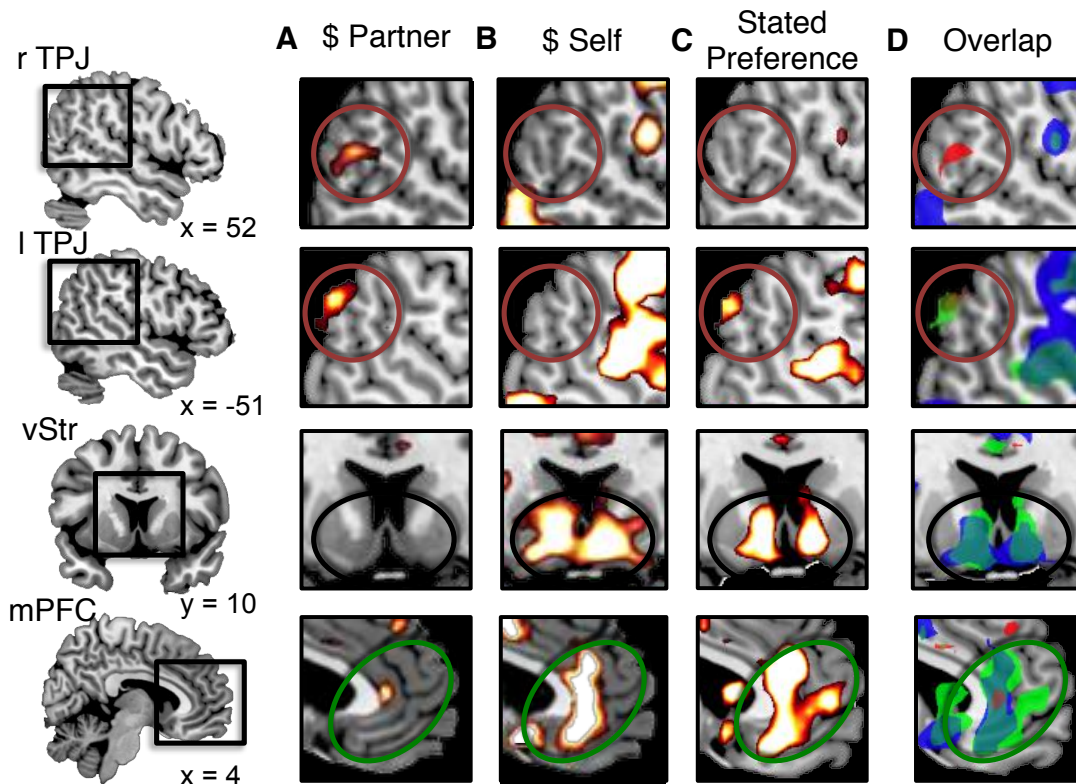 A $ Partner
B $ Self
C Stated Preference
D Overlap
r TPJ
x = 52
l TPJ
x = -51
vStr
y = 10
mPFC
x = 4